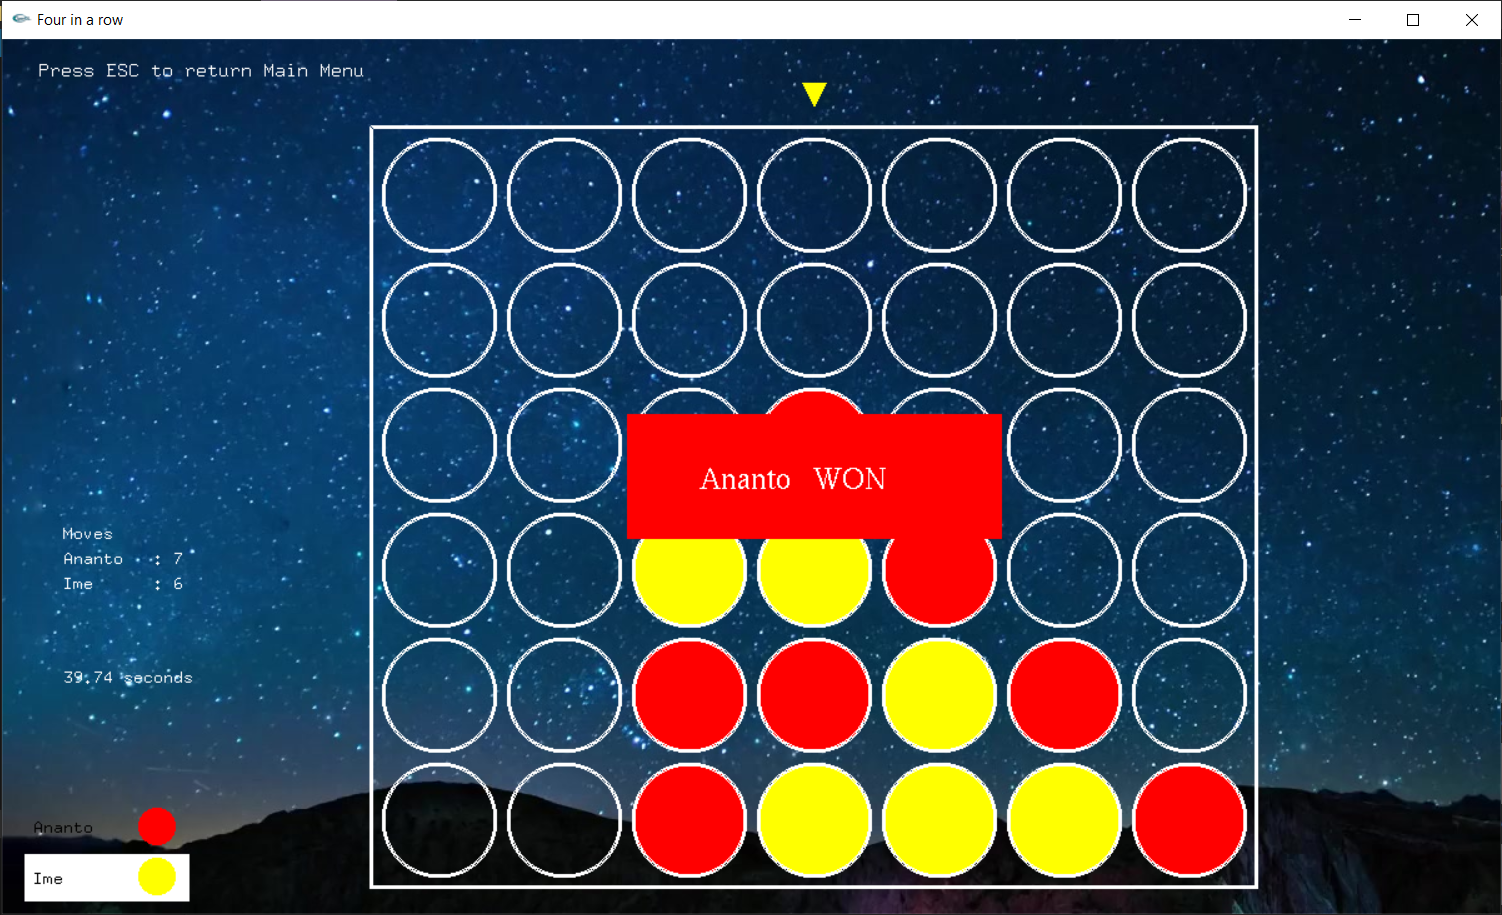 Four in a row
Press ESC to return Main Menu
Ananto WON
Moves
Ananto : 7
Ime : 6
39.74 seconds
Ananto
Ime